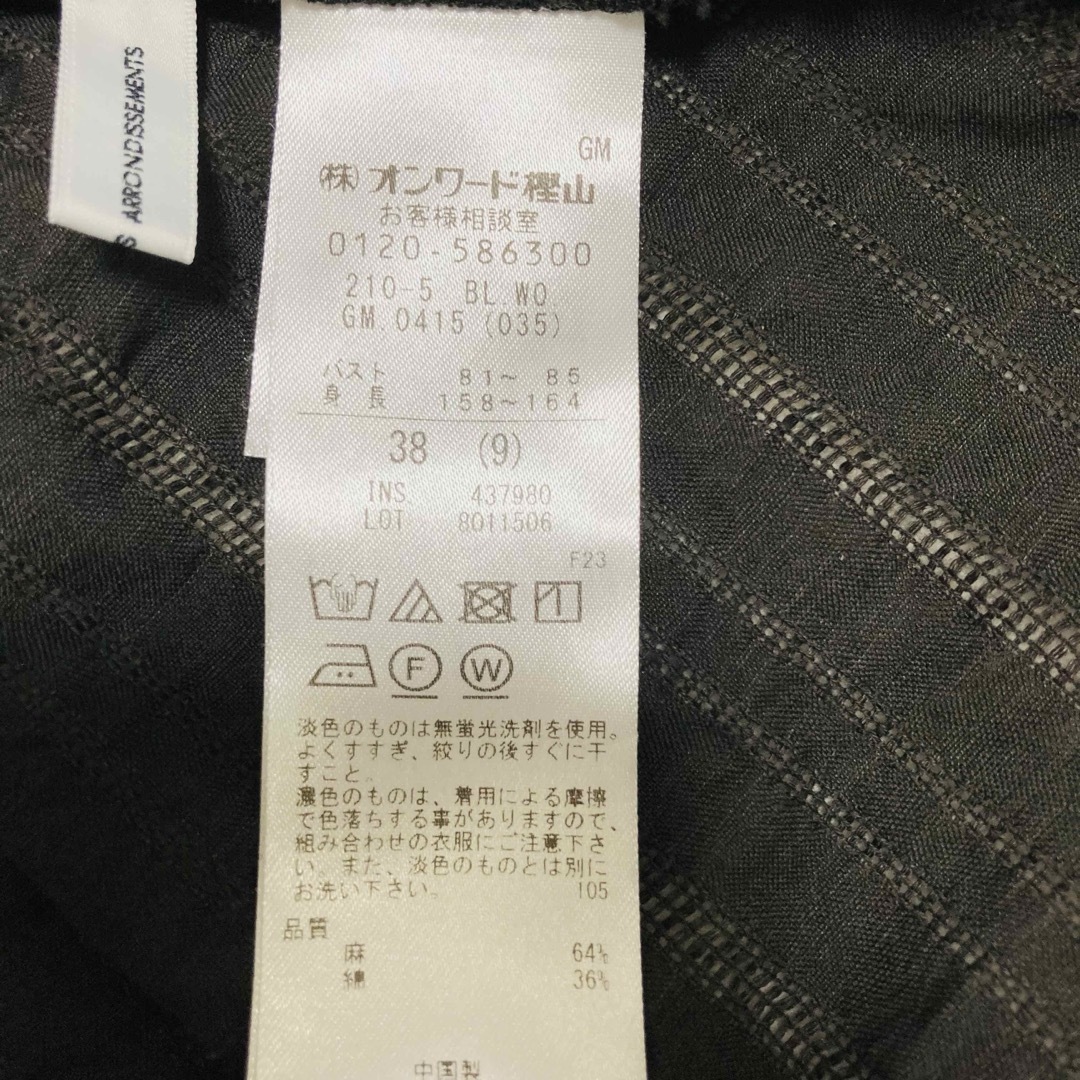 S ARRONDISSEMENTS
GM
(株)オンワード樫山
お客様相談室
0120-586300
210-5 BL WO
GM.0415 (035)
バスト 81～ 85
身長 158～164
38 (9)
INS. 437980
LOT. 8011506
F23
F W
淡色のものは無蛍光洗剤を使用。
よくすすぎ、絞りの後すぐに干
すこと。
濃色のものは、着用による摩擦
で色落ちする事がありますので、
組み合わせの衣服にご注意下さ
い。また、淡色のものとは別に
お洗い下さい。 105
品質
麻 64%
綿 36%
中国製